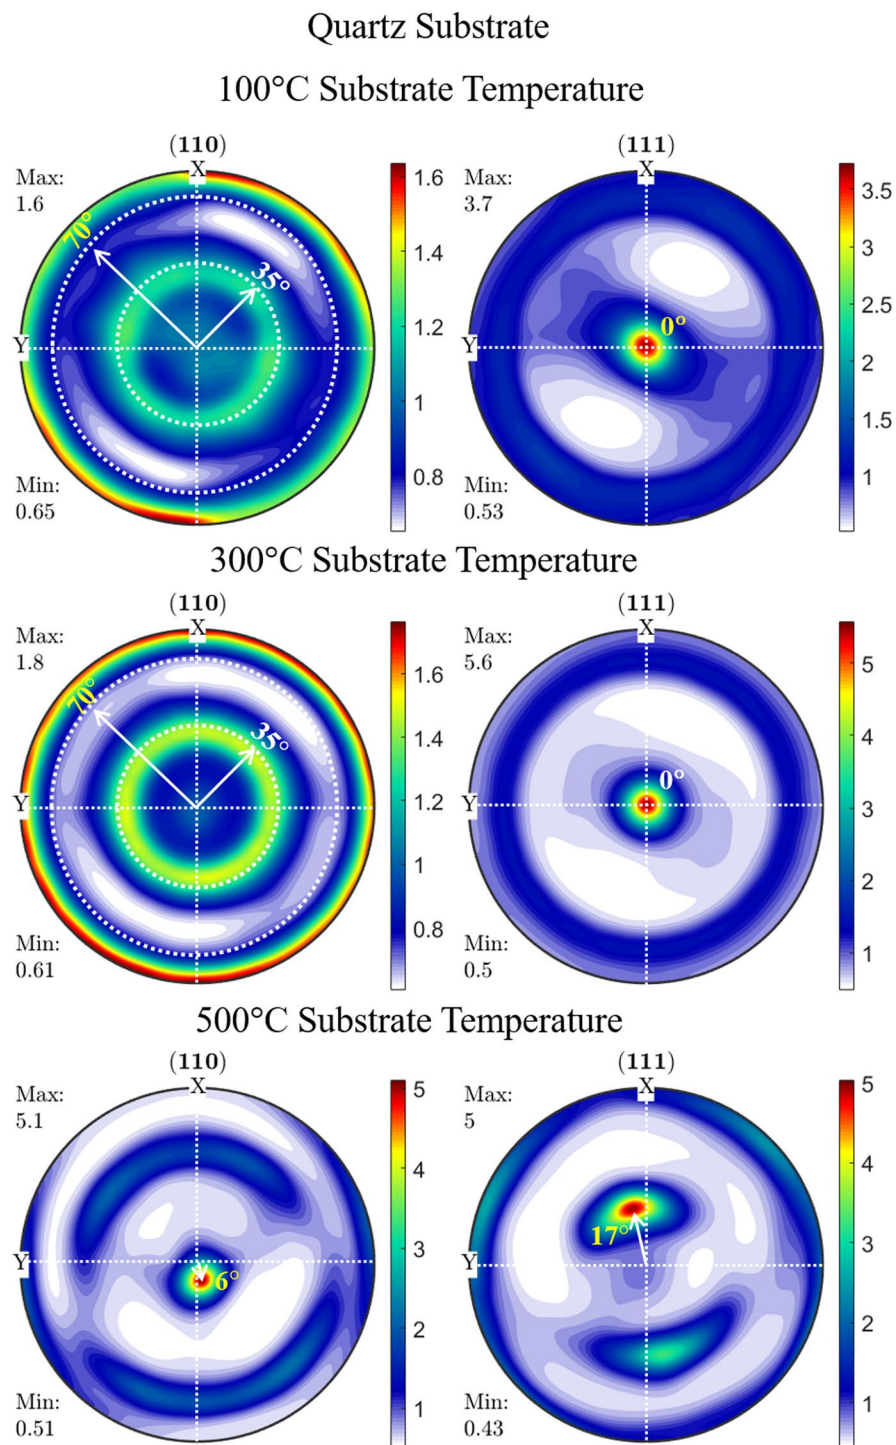 Quartz Substrate
100°C Substrate Temperature
(110)
X
Y
Max:
1.6
Min:
0.65
70°
35°
1.6
1.4
1.2
1
0.8
(111)
X
Y
Max:
3.7
Min:
0.53
0°
3.5
3
2.5
2
1.5
1
300°C Substrate Temperature
(110)
X
Y
Max:
1.8
Min:
0.61
70°
35°
1.6
1.4
1.2
1
0.8
(111)
X
Y
Max:
5.6
Min:
0.5
0°
5
4
3
2
1
500°C Substrate Temperature
(110)
X
Y
Max:
5.1
Min:
0.51
6°
5
4
3
2
1
(111)
X
Y
Max:
5
Min:
0.43
17°
5
4
3
2
1